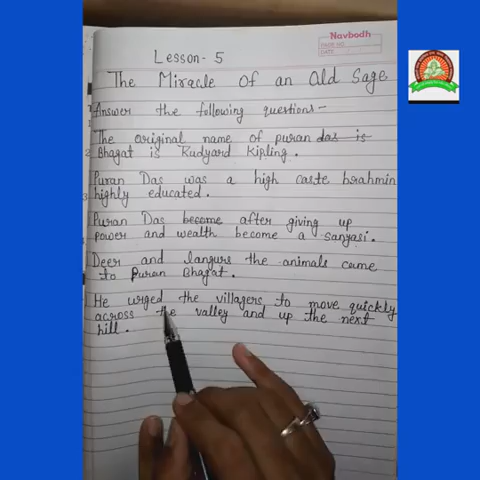 Navbodh
PAGE NO.
DATE
Lesson - 5
The Miracle Of an Old Sage
Answer the following questions -
The original name of puran das is
Bhagat is Rudyard Kipling.
Puran Das was a high caste brahmin
highly educated.
Puran Das become after giving up
power and wealth become a sanyasi.
Deer and langurs the animals came
to Puran Bhagat.
He urged the villagers to move quickly
across the valley and up the next
hill.